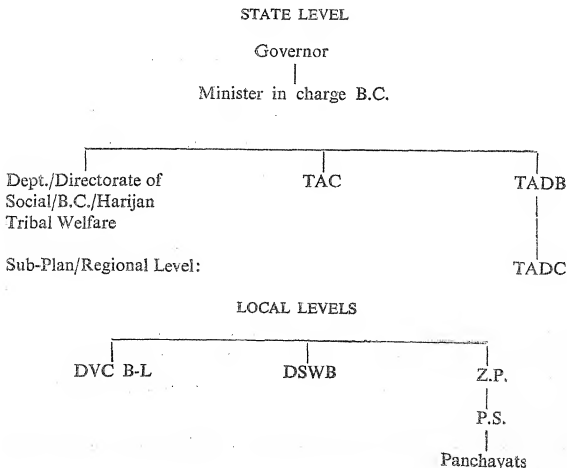 STATE LEVEL
Governor
Minister in charge B.C.
Dept./Directorate of
Social/B.C./Harijan
Tribal Welfare
TAC
TADB
Sub-Plan/Regional Level:
TADC
LOCAL LEVELS
DVC B-L
DSWB
Z.P.
P.S.
Panchayats